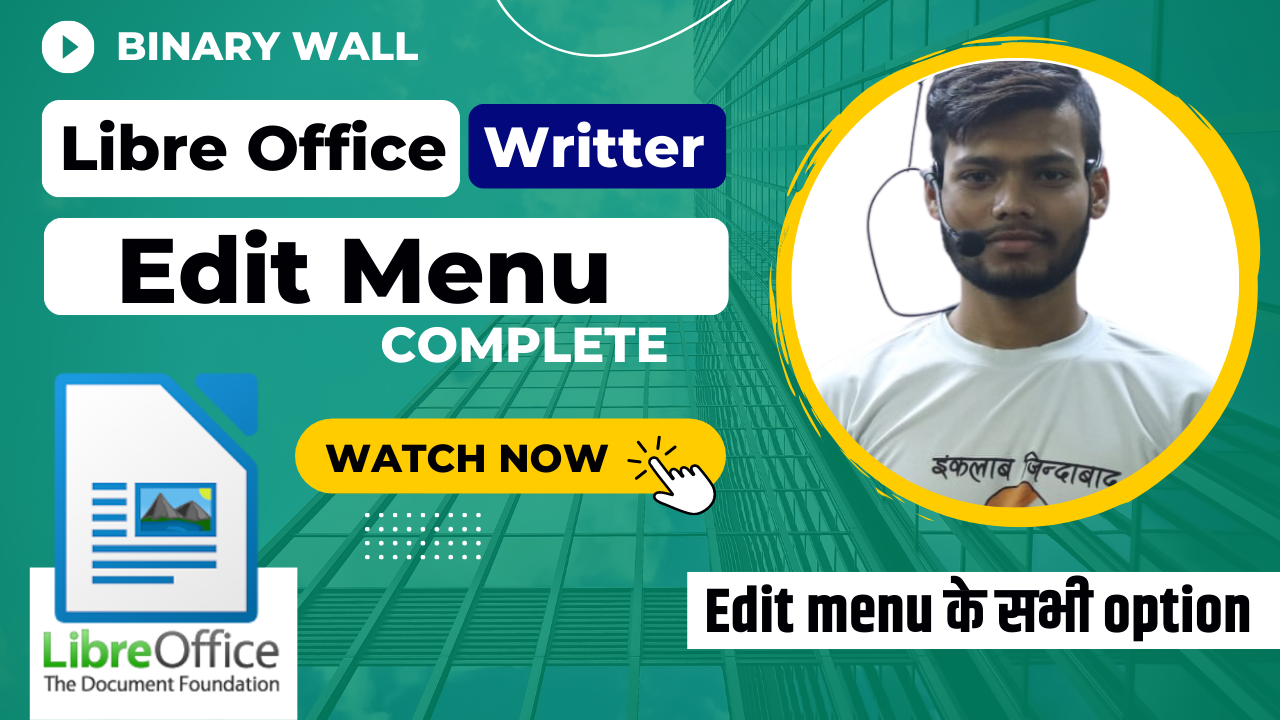 BINARY WALL
Libre Office Writter
Edit Menu
COMPLETE
WATCH NOW
LibreOffice
The Document Foundation
इंकलाब ज़िन्दाबाद
Edit menu के सभी option